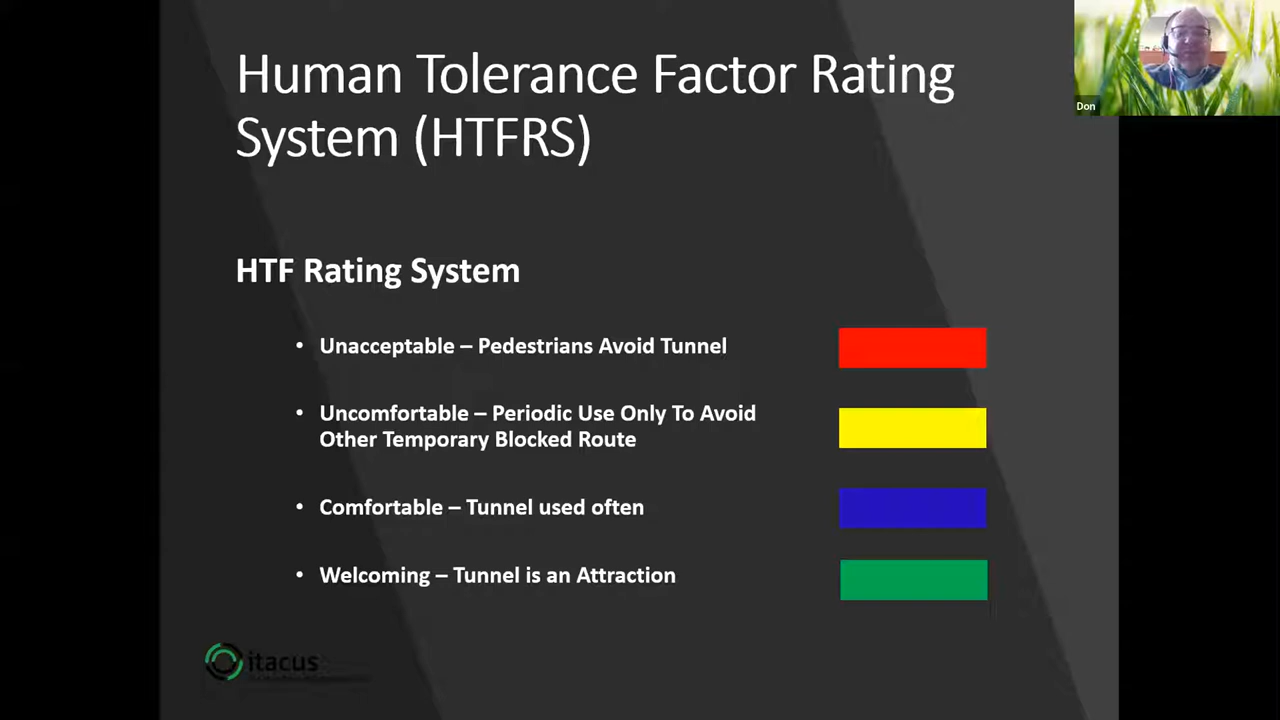 Human Tolerance Factor Rating
System (HTFRS)
Don
HTF Rating System
• Unacceptable – Pedestrians Avoid Tunnel
• Uncomfortable – Periodic Use Only To Avoid
Other Temporary Blocked Route
• Comfortable – Tunnel used often
• Welcoming – Tunnel is an Attraction
itacus